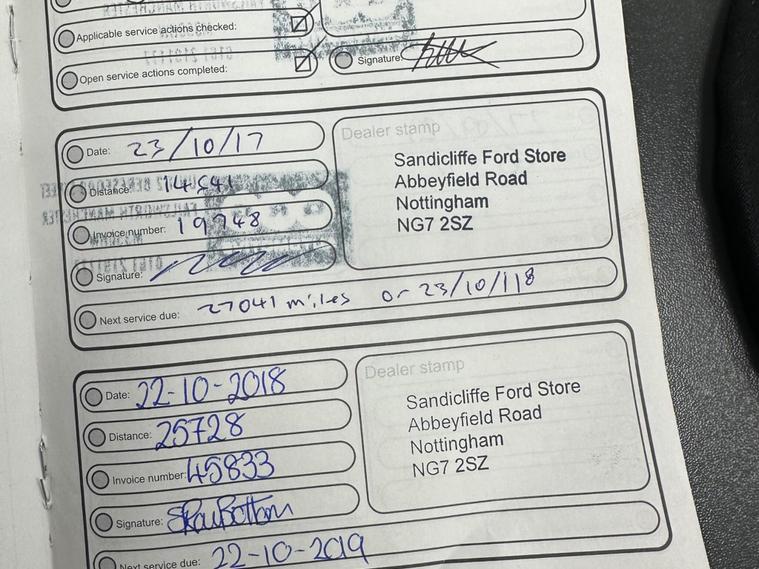 Applicable service actions checked:
Open service actions completed:
Signature:
Date: 23/10/17
Dealer stamp
Sandicliffe Ford Store
Abbeyfield Road
Nottingham
NG7 2SZ
Distance: 14541
Invoice number: 19948
Signature:
Next service due: 27041 miles or 23/10/118
Date: 22-10-2018
Dealer stamp
Sandicliffe Ford Store
Abbeyfield Road
Nottingham
NG7 2SZ
Distance: 25728
Invoice number: 45833
Signature:
Next service due: 22-10-2019